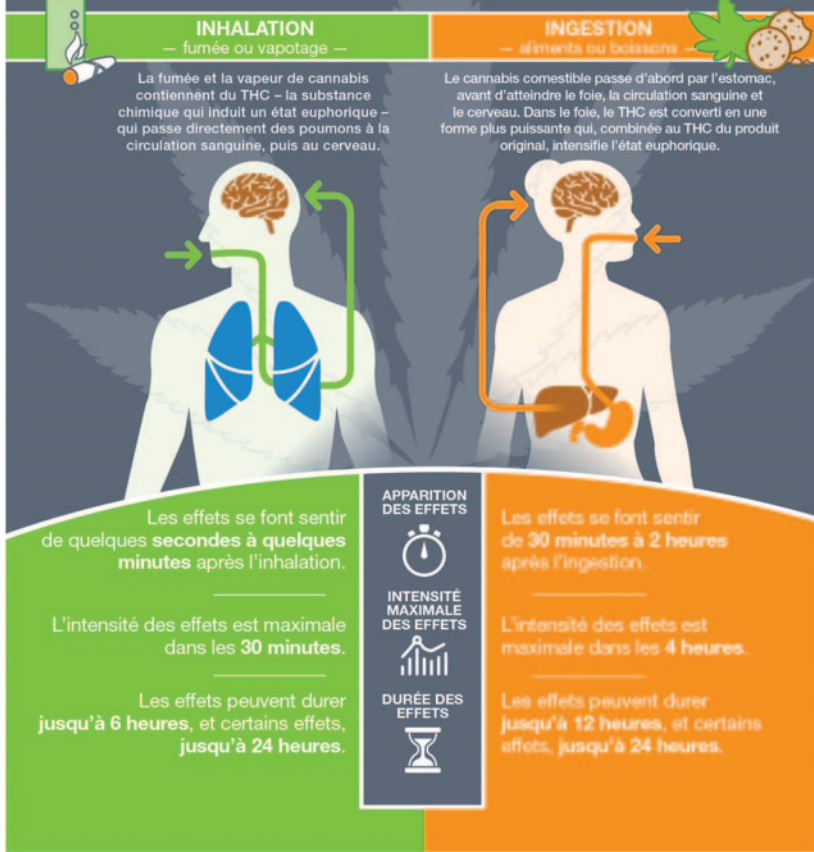 INHALATION
— fumée ou vapotage —
La fumée et la vapeur de cannabis
contiennent du THC – la substance
chimique qui induit un état euphorique –
qui passe directement des poumons à la
circulation sanguine, puis au cerveau.
INGESTION
— aliments ou boissons —
Le cannabis comestible passe d'abord par l'estomac,
avant d'atteindre le foie, la circulation sanguine et
le cerveau. Dans le foie, le THC est converti en une
forme plus puissante qui, combinée au THC du produit
original, intensifie l'état euphorique.
APPARITION
DES EFFETS
Les effets se font sentir
de quelques secondes à quelques
minutes après l'inhalation.
Les effets se font sentir
de 30 minutes à 2 heures
après l'ingestion.
INTENSITÉ
MAXIMALE
DES EFFETS
L'intensité des effets est maximale
dans les 30 minutes.
L'intensité des effets est
maximale dans les 4 heures.
DURÉE DES
EFFETS
Les effets peuvent durer
jusqu'à 6 heures, et certains effets,
jusqu'à 24 heures.
Les effets peuvent durer
jusqu'à 12 heures, et certains
effets, jusqu'à 24 heures.